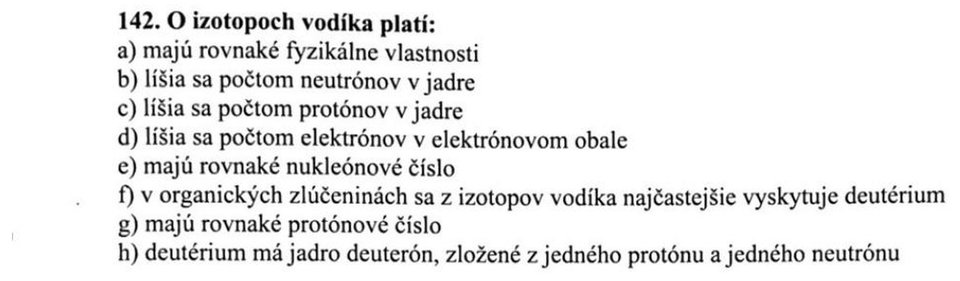 142. O izotopoch vodíka platí:
a) majú rovnaké fyzikálne vlastnosti
b) líšia sa počtom neutrónov v jadre
c) líšia sa počtom protónov v jadre
d) líšia sa počtom elektrónov v elektrónovom obale
e) majú rovnaké nukleónové číslo
f) v organických zlúčeninách sa z izotopov vodíka najčastejšie vyskytuje deutérium
g) majú rovnaké protónové číslo
h) deutérium má jadro deuterón, zložené z jedného protónu a jedného neutrónu